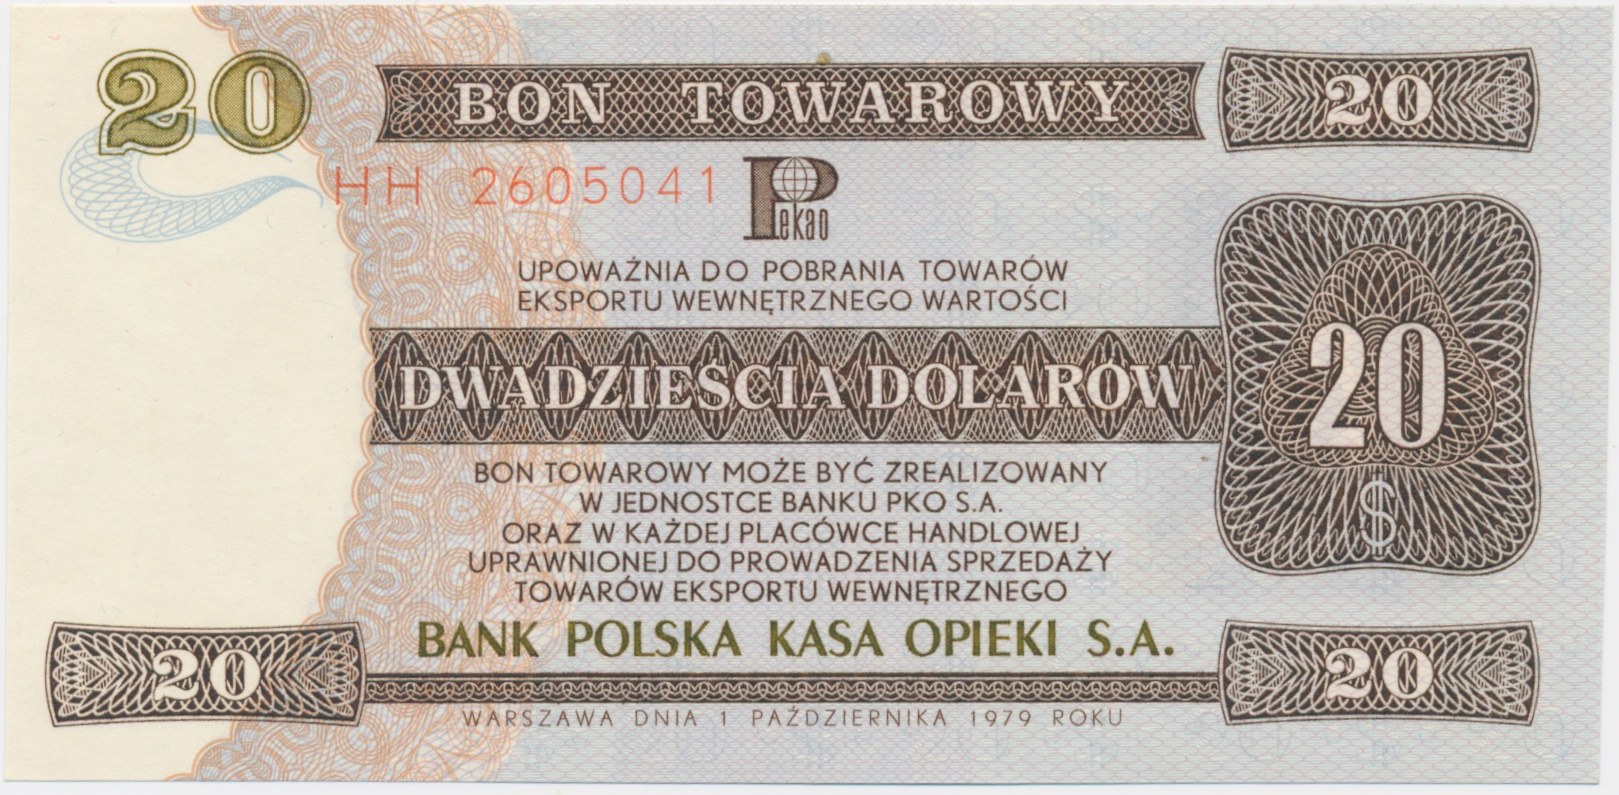 20
BON TOWAROWY
20
HH 2605041
Pekao
UPOWAŻNIA DO POBRANIA TOWARÓW
EKSPORTU WEWNĘTRZNEGO WARTOŚCI
DWADZIEŚCIA DOLARÓW
20
$
BON TOWAROWY MOŻE BYĆ ZREALIZOWANY
W JEDNOSTCE BANKU PKO S.A.
ORAZ W KAŻDEJ PLACÓWCE HANDLOWEJ
UPRAWNIONEJ DO PROWADZENIA SPRZEDAŻY
TOWARÓW EKSPORTU WEWNĘTRZNEGO
BANK POLSKA KASA OPIEKI S.A.
20
20
WARSZAWA DNIA 1 PAŹDZIERNIKA 1979 ROKU